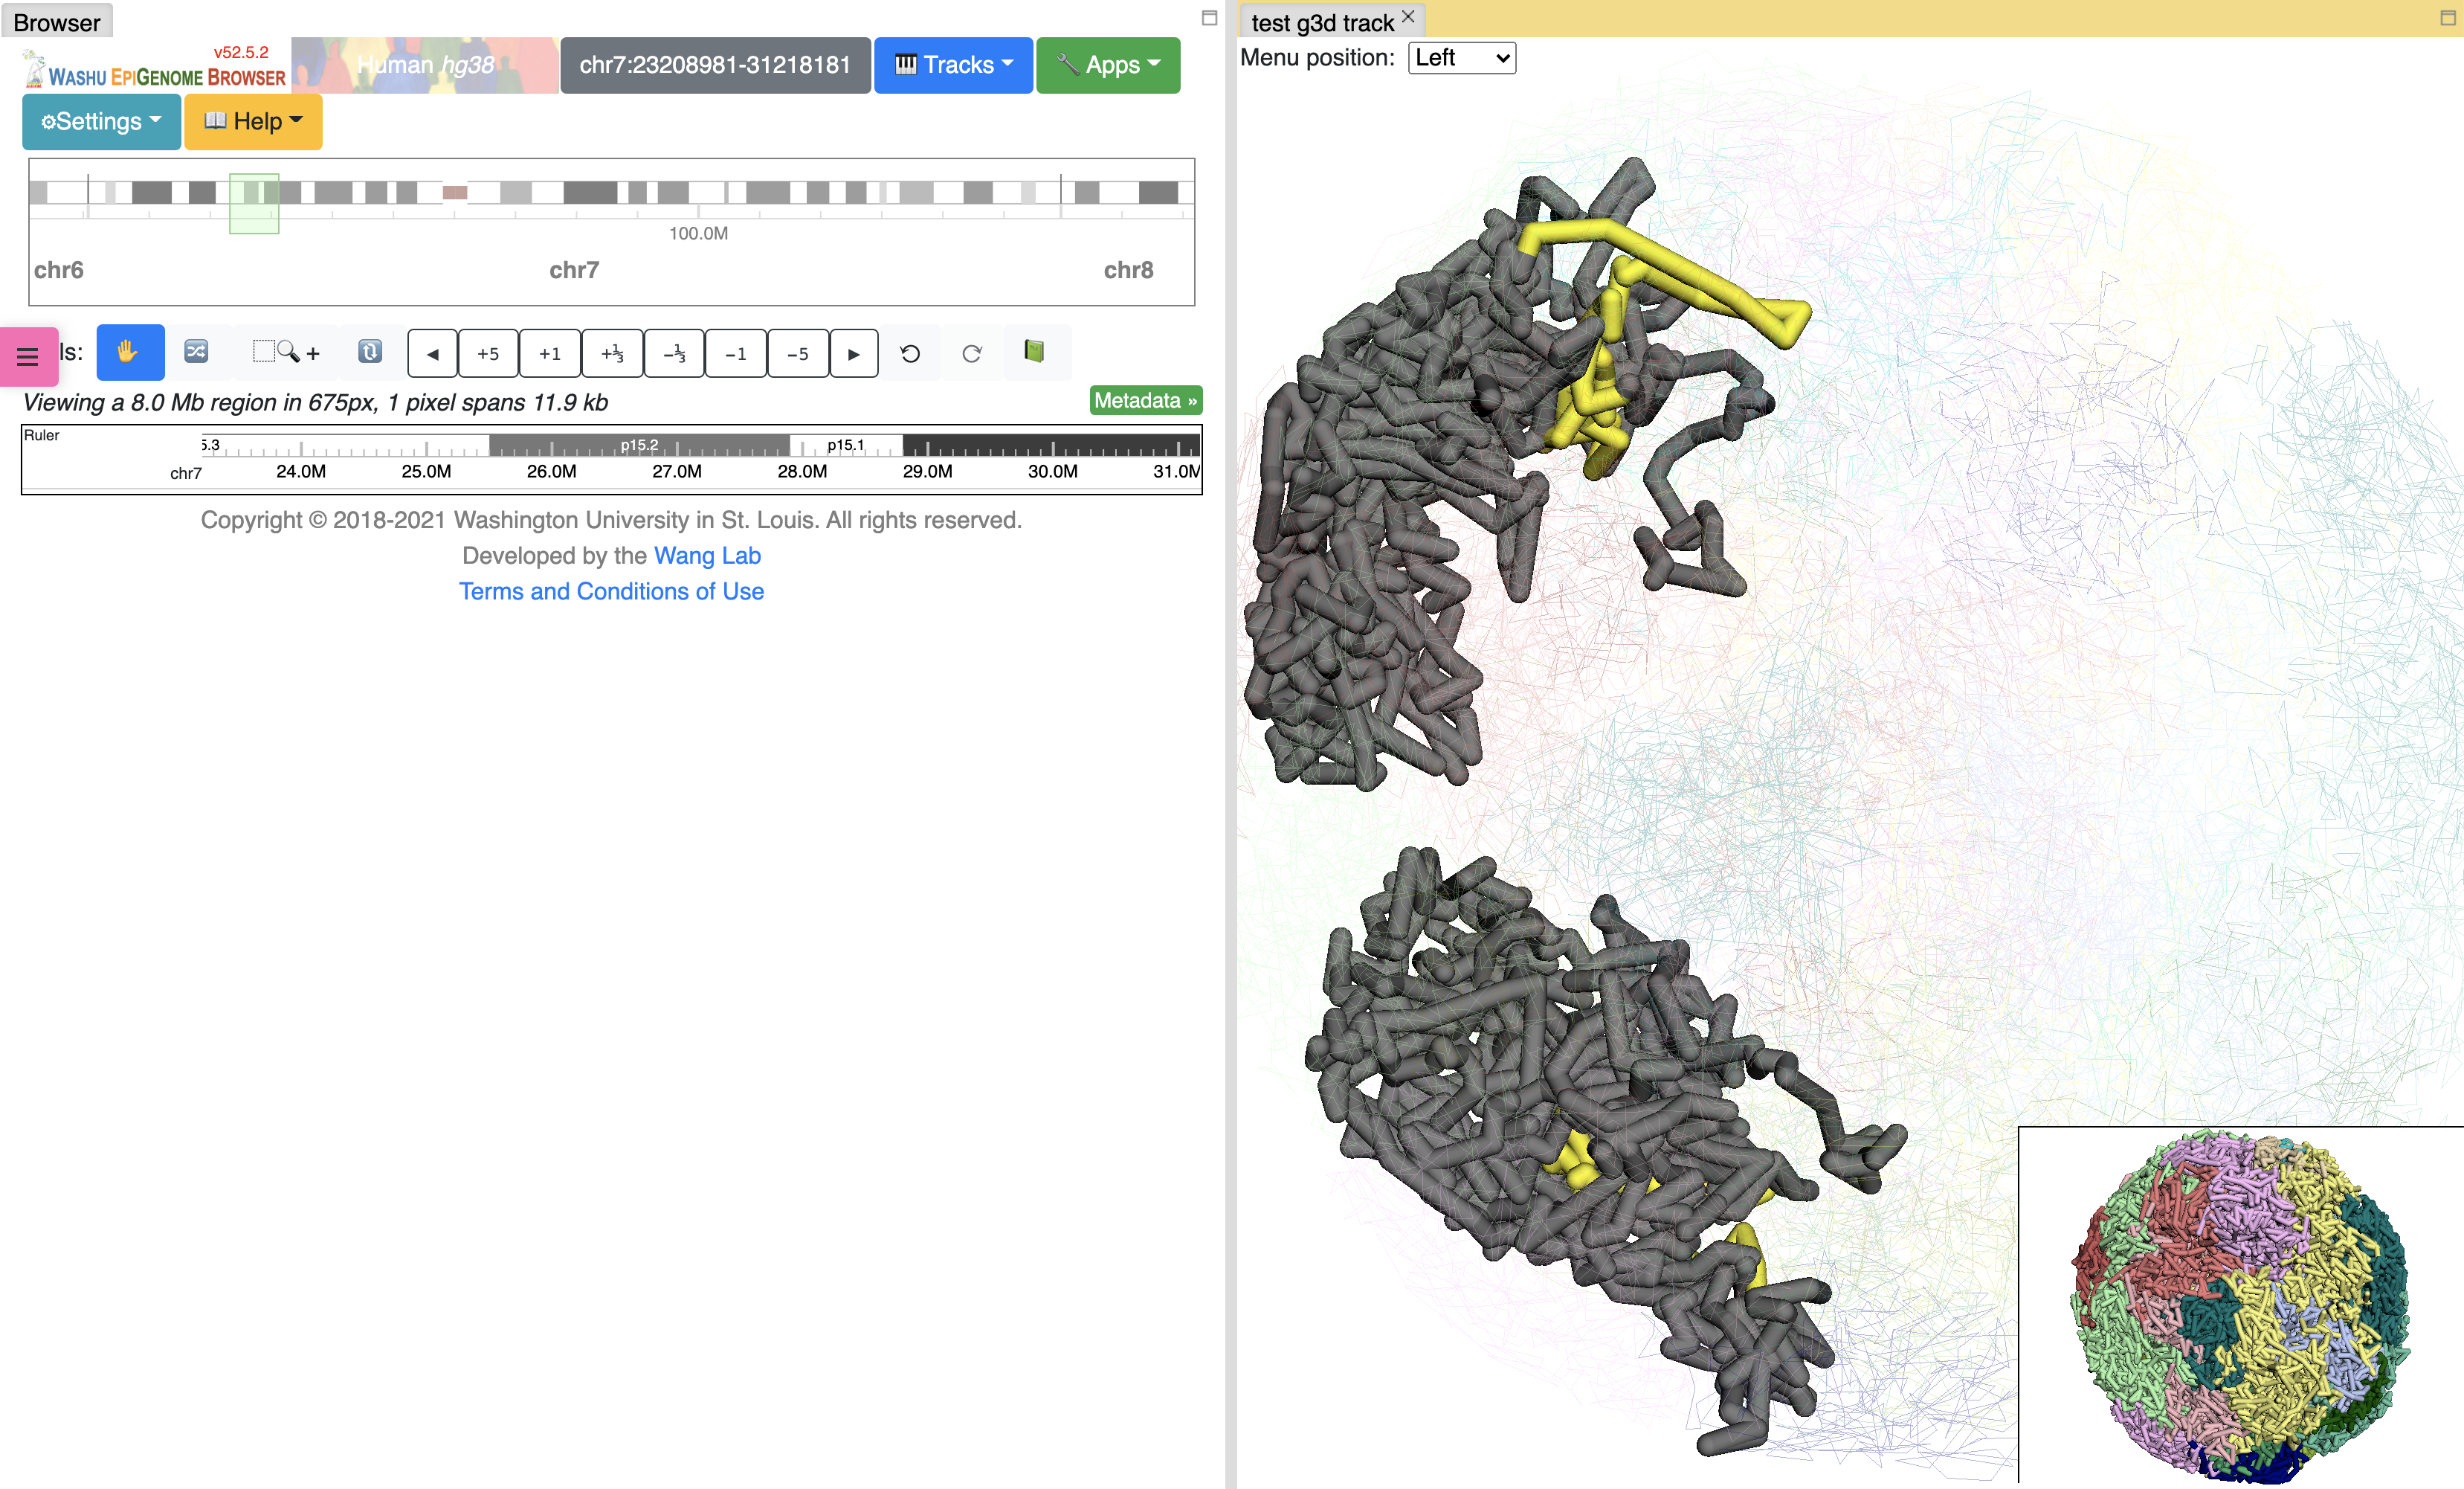 Browser
v52.5.2
WASHU EPIGENOME BROWSER
Human hg38
chr7:23208981-31218181
Tracks
Apps
Settings
Help
100.0M
chr6 chr7 chr8
ls:
+5 +1 +⅓ -⅓ -1 -5
Viewing a 8.0 Mb region in 675px, 1 pixel spans 11.9 kb
Metadata »
Ruler
5.3 p15.2 p15.1
chr7 24.0M 25.0M 26.0M 27.0M 28.0M 29.0M 30.0M 31.0M
Copyright © 2018-2021 Washington University in St. Louis. All rights reserved.
Developed by the Wang Lab
Terms and Conditions of Use
test g3d track
Menu position: Left